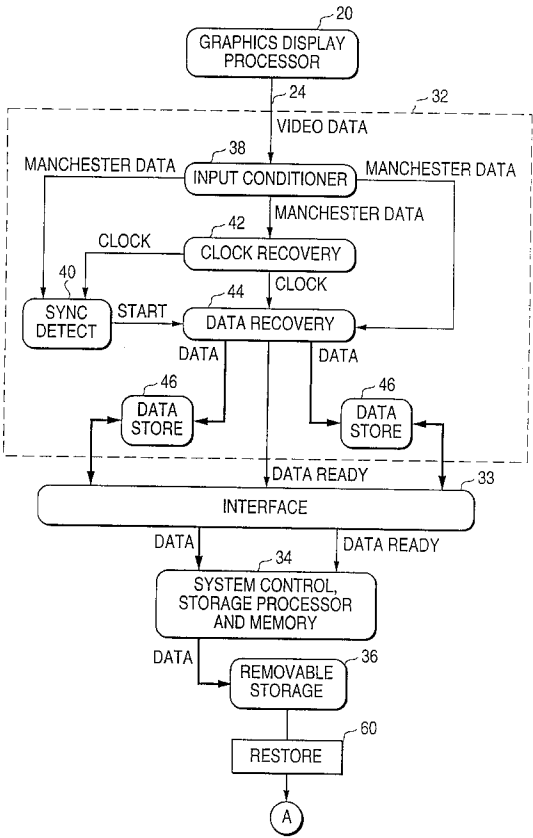 20
GRAPHICS DISPLAY
PROCESSOR
24
32
VIDEO DATA
38
MANCHESTER DATA
INPUT CONDITIONER
MANCHESTER DATA
MANCHESTER DATA
42
CLOCK
CLOCK RECOVERY
40
CLOCK
44
SYNC
DETECT
START
DATA RECOVERY
DATA
DATA
46
46
DATA
STORE
DATA
STORE
DATA READY
33
INTERFACE
DATA
DATA READY
34
SYSTEM CONTROL,
STORAGE PROCESSOR
AND MEMORY
DATA
36
REMOVABLE
STORAGE
60
RESTORE
A